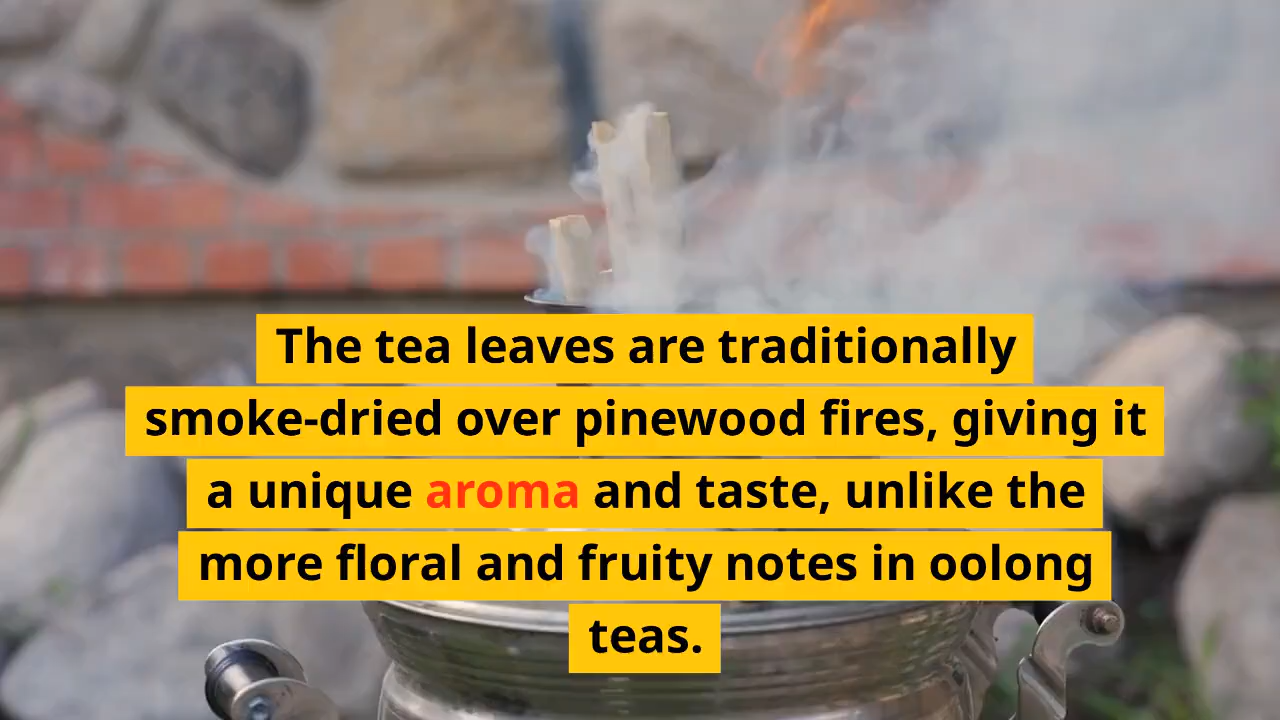 The tea leaves are traditionally
smoke-dried over pinewood fires, giving it
a unique aroma and taste, unlike the
more floral and fruity notes in oolong
teas.